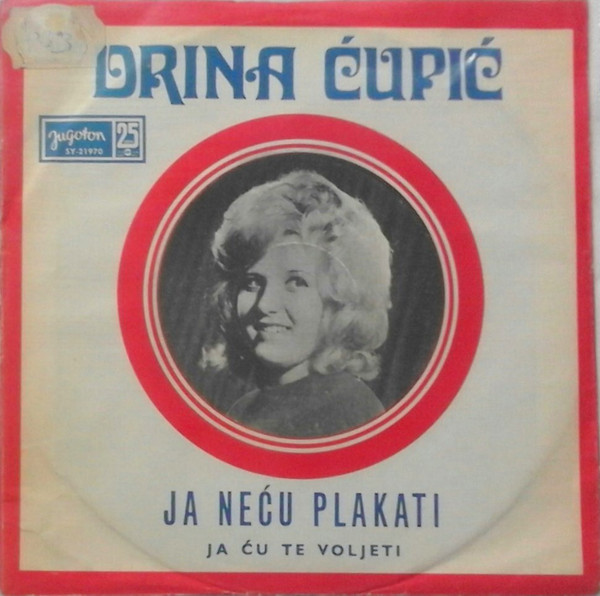 DRINA ĆUPIĆ
Jugoton 25
SY-21970
JA NEĆU PLAKATI
JA ĆU TE VOLJETI